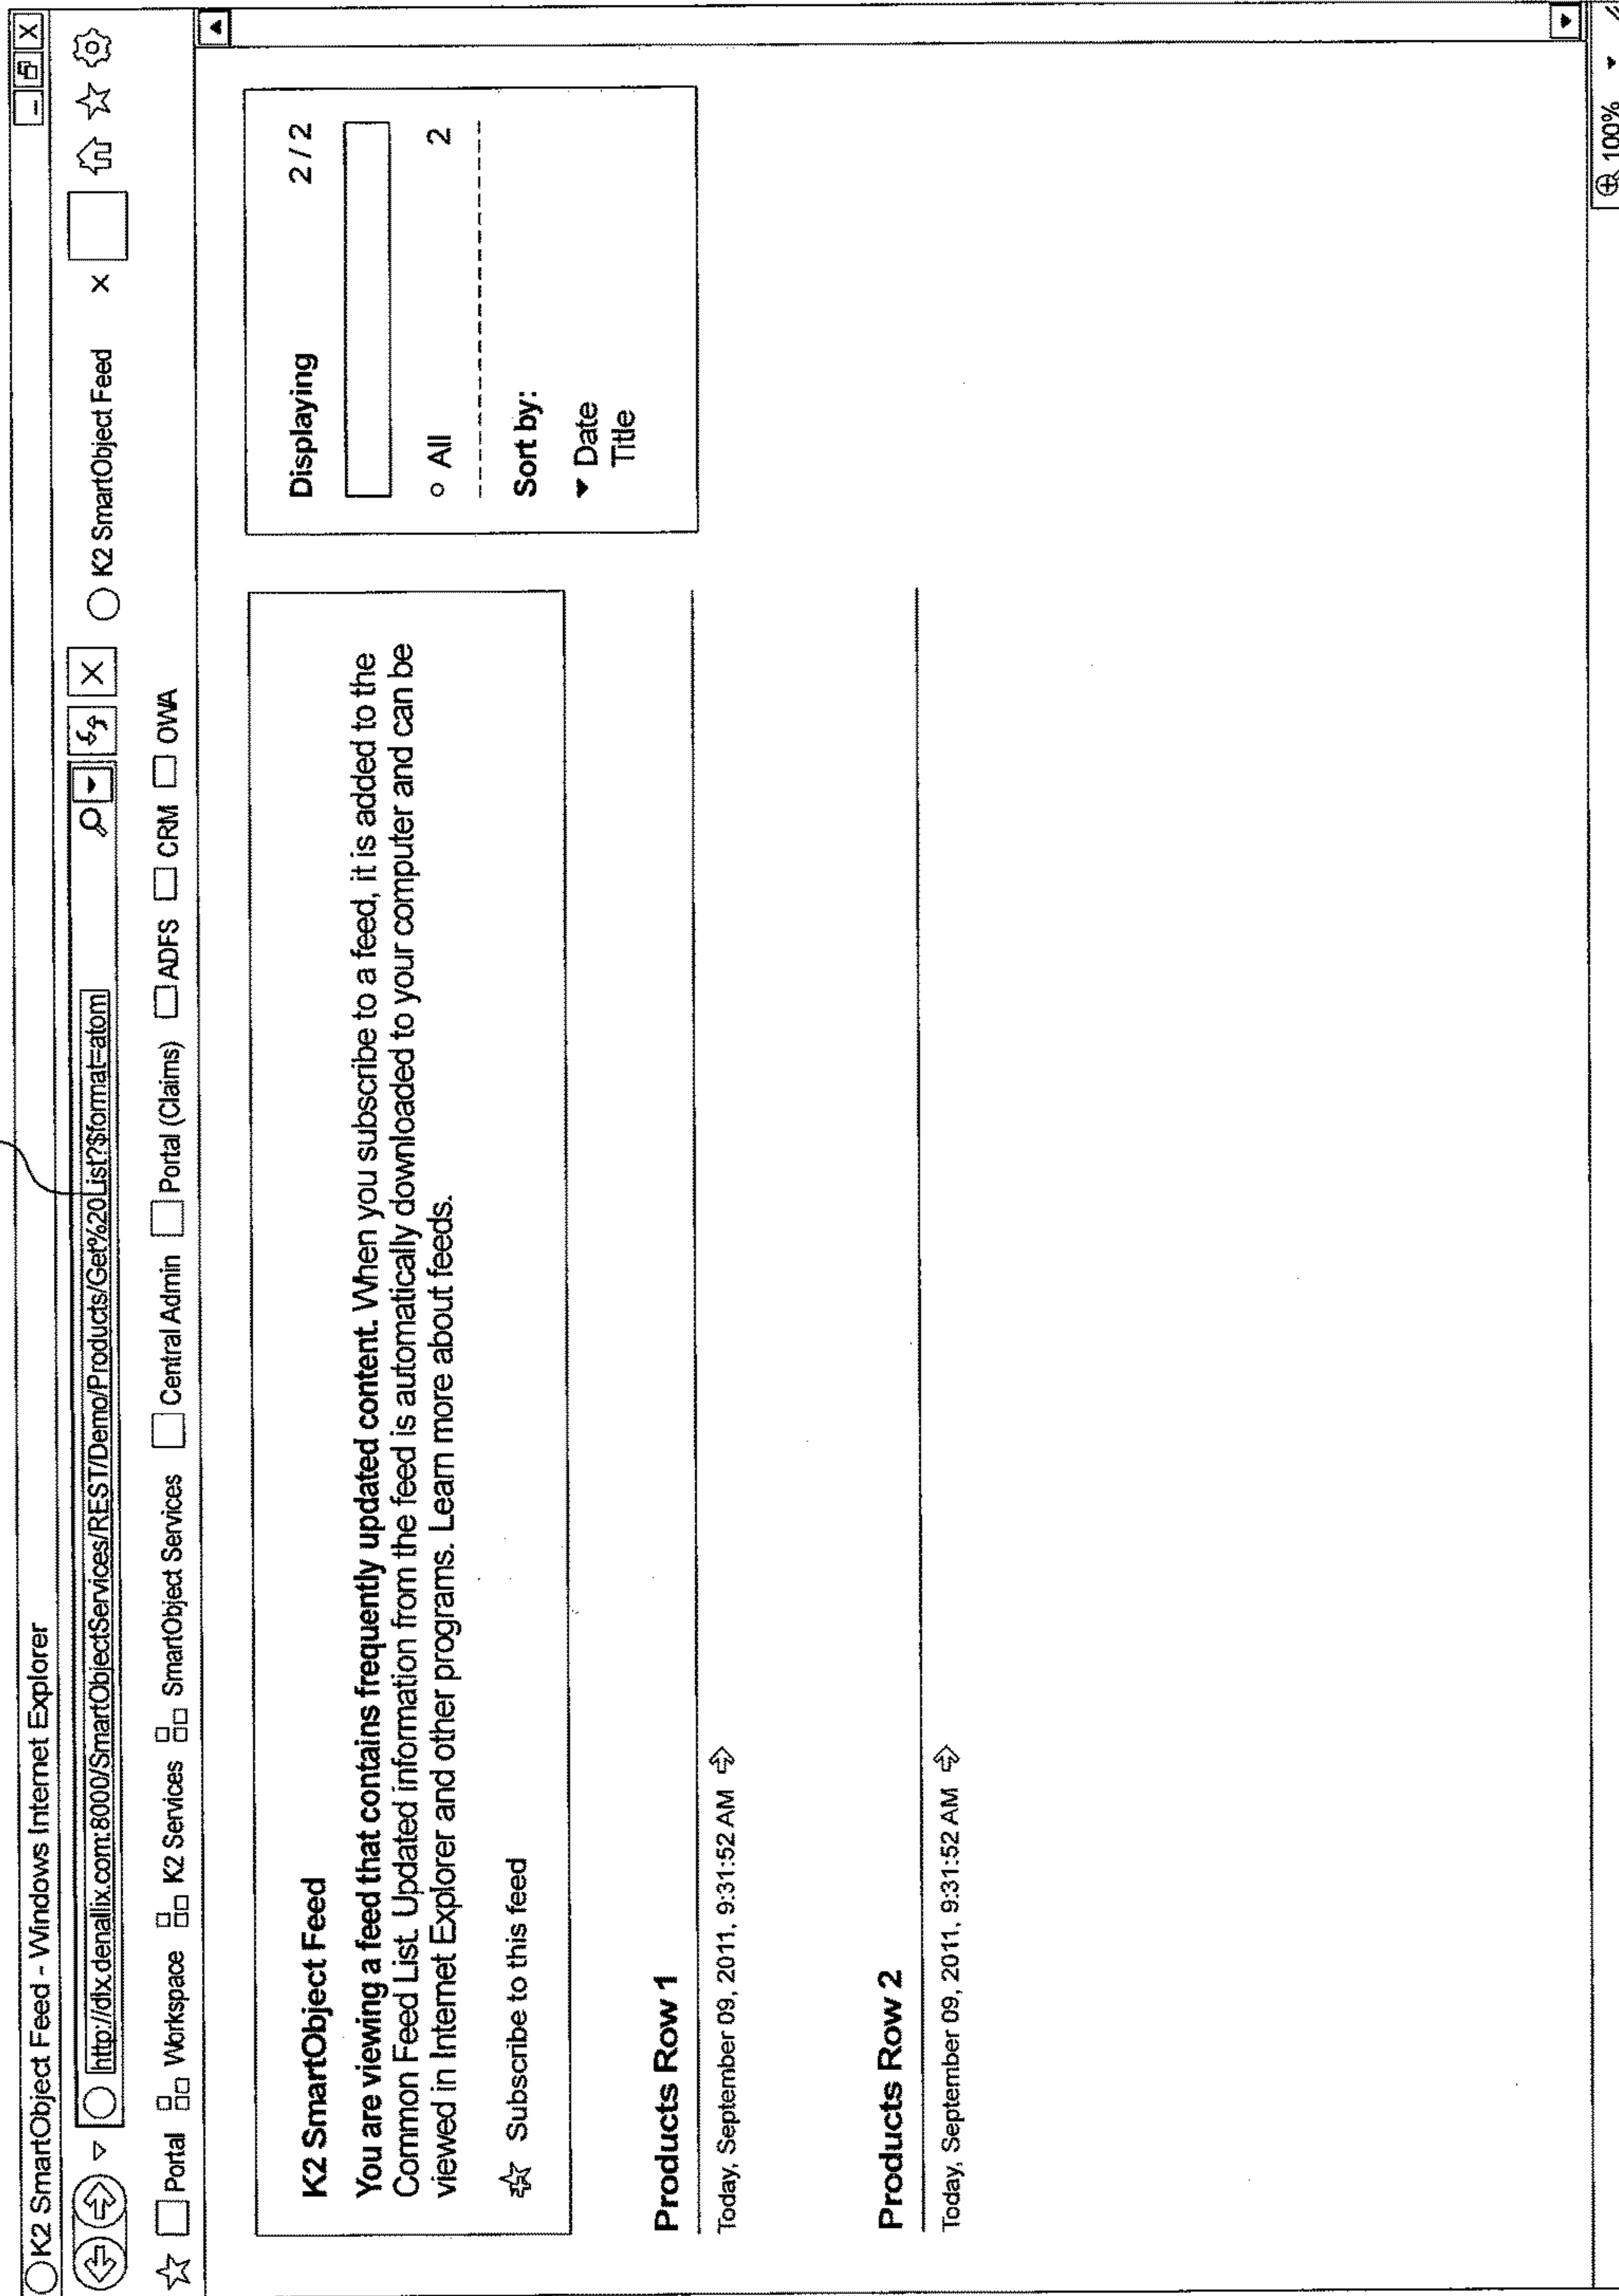 K2 SmartObject Feed - Windows Internet Explorer
http://dlx.denallix.com:8000/SmartObjectServices/REST/Demo/Products/Get%20List?$format=atom
K2 SmartObject Feed
Portal Workspace K2 Services SmartObject Services Central Admin Portal (Claims) ADFS CRM OWA
K2 SmartObject Feed
You are viewing a feed that contains frequently updated content. When you subscribe to a feed, it is added to the
Common Feed List. Updated information from the feed is automatically downloaded to your computer and can be
viewed in Internet Explorer and other programs. Learn more about feeds.
Subscribe to this feed
Products Row 1
Today, September 09, 2011, 9:31:52 AM
Products Row 2
Today, September 09, 2011, 9:31:52 AM
Displaying 2 / 2
All 2
Sort by:
Date
Title
100%